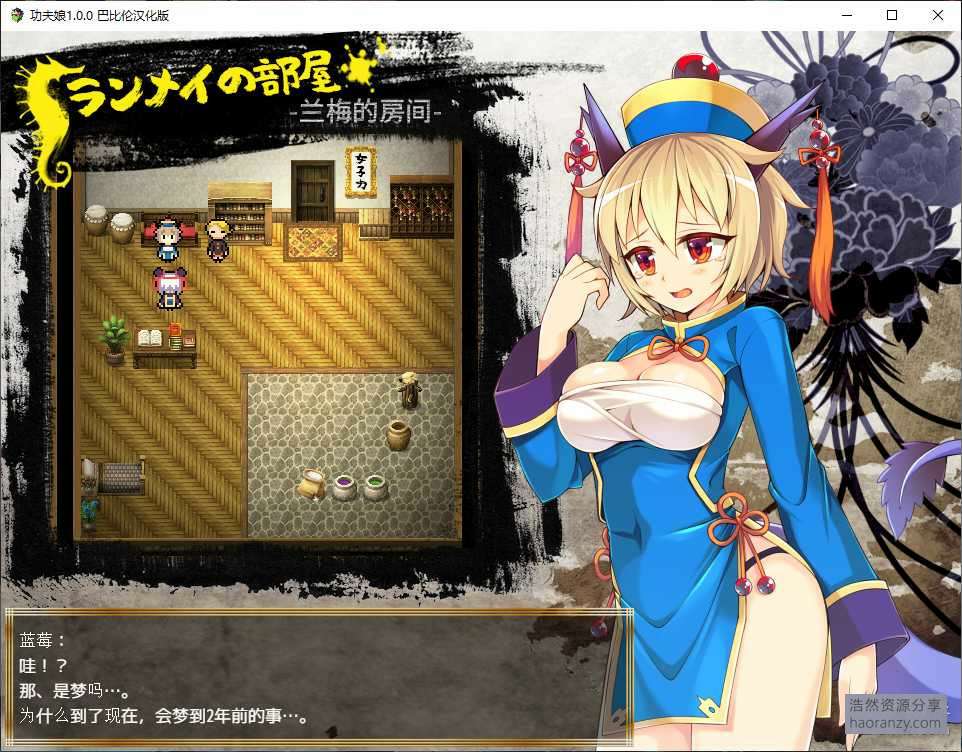 功夫娘1.0.0 巴比伦汉化版
ランメイの部屋
-兰梅的房间-
女子力
蓝莓：
哇！？
那、是梦吗…。
为什么到了现在，会梦到2年前的事…。
浩然资源分享
haoranzy.com